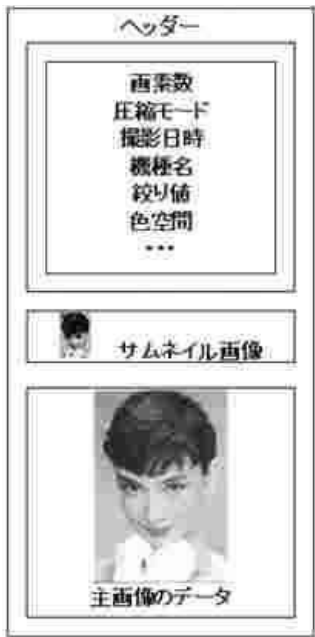 ヘッダー
画素数
圧縮モード
撮影日時
機種名
絞り値
色空間
•••
サムネイル画像
主画像のデータ